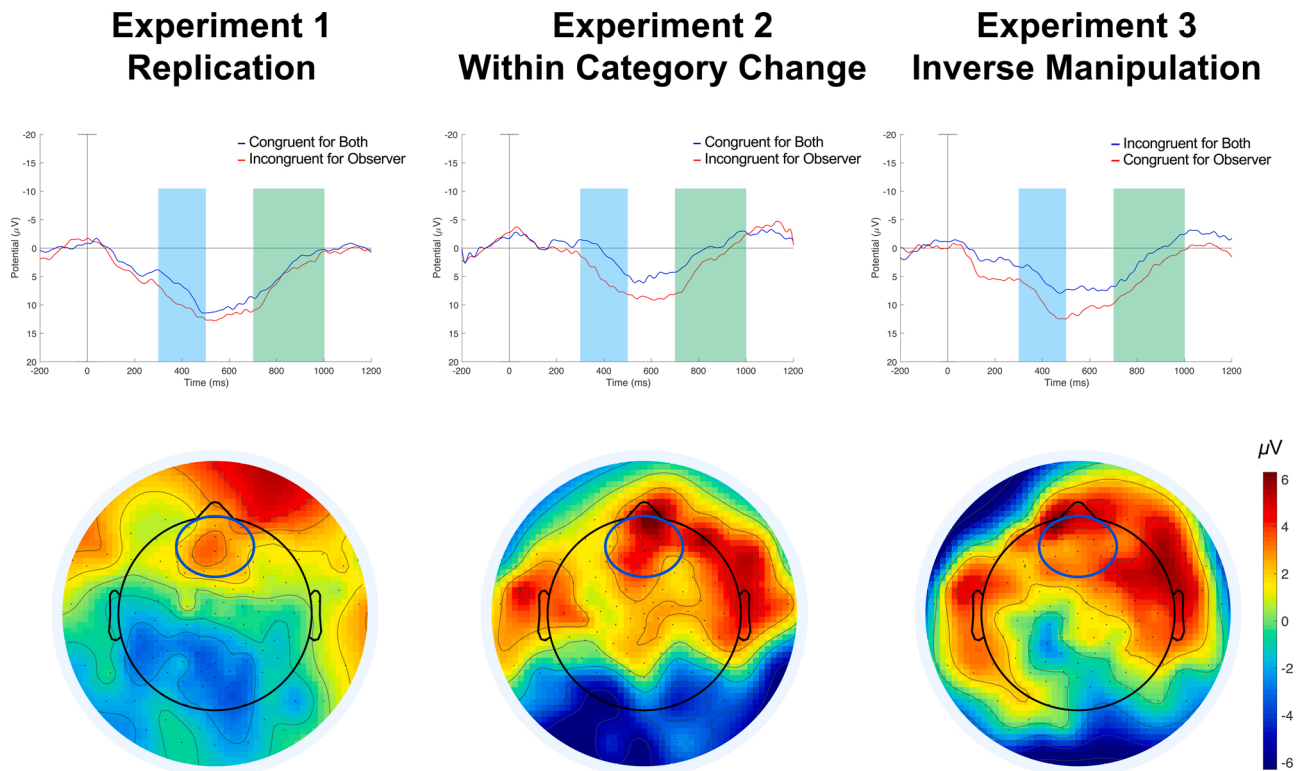 Experiment 1
Replication
Experiment 2
Within Category Change
Experiment 3
Inverse Manipulation
-20
-15
-10
-5
0
5
10
15
20
Potential (μV)
-200 0 200 400 600 800 1000 1200
Time (ms)
Congruent for Both
Incongruent for Observer
-20
-15
-10
-5
0
5
10
15
20
Potential (μV)
-200 0 200 400 600 800 1000 1200
Time (ms)
Congruent for Both
Incongruent for Observer
-20
-15
-10
-5
0
5
10
15
20
Potential (μV)
-200 0 200 400 600 800 1000 1200
Time (ms)
Incongruent for Both
Congruent for Observer
μV
6
4
2
0
-2
-4
-6